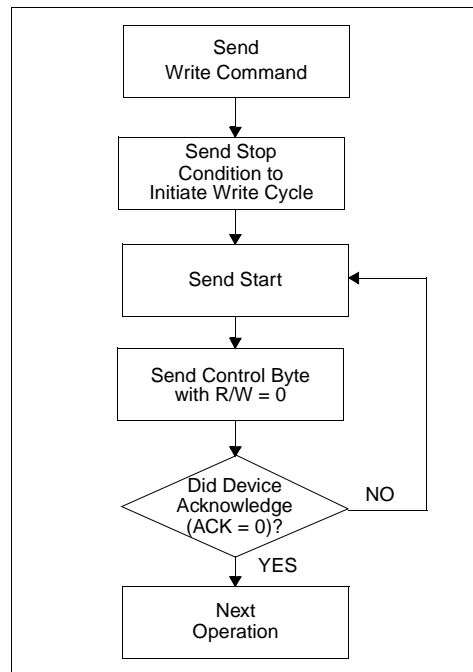 Send
Write Command
Send Stop
Condition to
Initiate Write Cycle
Send Start
Send Control Byte
with R/W = 0
Did Device
Acknowledge
(ACK = 0)?
NO
YES
Next
Operation